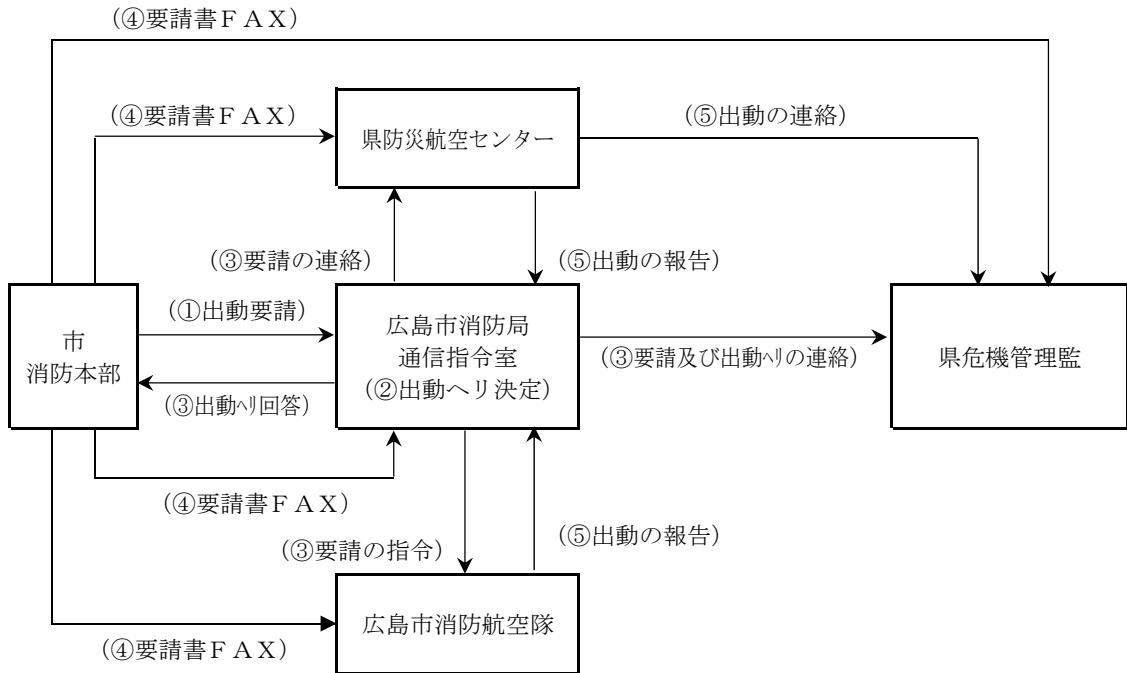 （④要請書ＦＡＸ）
（④要請書ＦＡＸ）
県防災航空センター
（⑤出動の連絡）
（③要請の連絡）
（⑤出動の報告）
市
消防本部
（①出動要請）
（③出動ﾍﾘ回答）
広島市消防局
通信指令室
（②出動ヘリ決定）
（③要請及び出動ﾍﾘの連絡）
県危機管理監
（④要請書ＦＡＸ）
（③要請の指令）
（⑤出動の報告）
広島市消防航空隊
（④要請書ＦＡＸ）